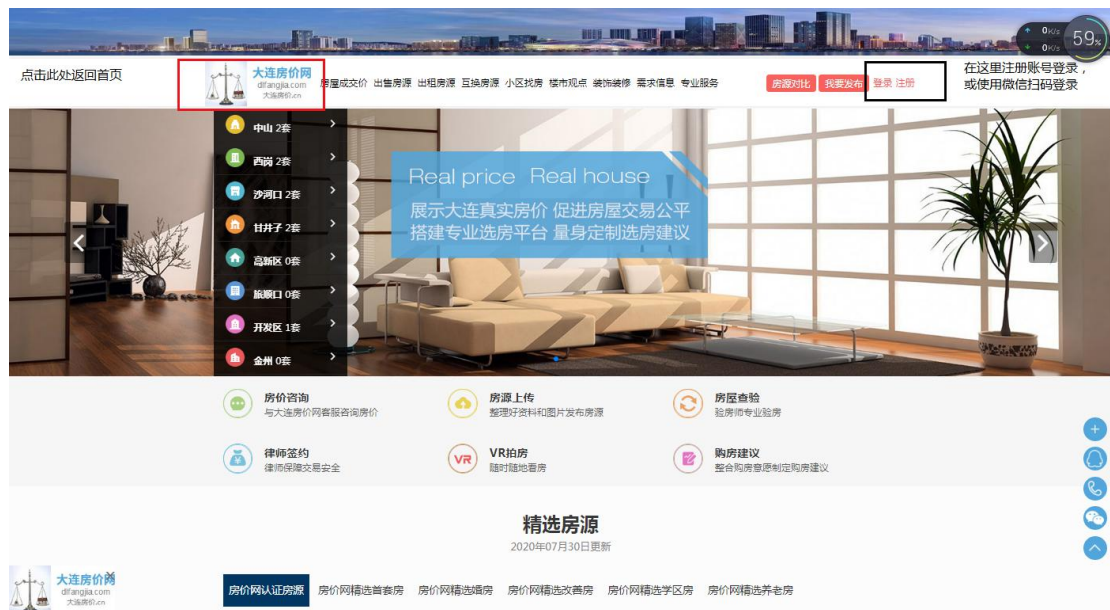 0K/s
0K/s
59%
点击此处返回首页
大连房价网
dlfangjia.com
大连房价.cn
房屋成交价 出售房源 出租房源 互换房源 小区找房 楼市观点 装饰装修 需求信息 专业服务
房源对比 我要发布 登录 注册
在这里注册账号登录，
或使用微信扫码登录
中山 2套
西岗 2套
沙河口 2套
甘井子 2套
高新区 0套
旅顺口 0套
开发区 1套
金州 0套
Real price Real house
展示大连真实房价 促进房屋交易公平
搭建专业选房平台 量身定制选房建议
房价咨询
与大连房价网客服咨询房价
房源上传
整理好资料和图片发布房源
房屋查验
验房师专业验房
律师签约
律师保障交易安全
VR
VR拍房
随时随地看房
购房建议
整合购房意愿制定购房建议
精选房源
2020年07月30日更新
大连房价网
dlfangjia.com
大连房价.cn
房价网认证房源 房价网精选首套房 房价网精选婚房 房价网精选改善房 房价网精选学区房 房价网精选养老房